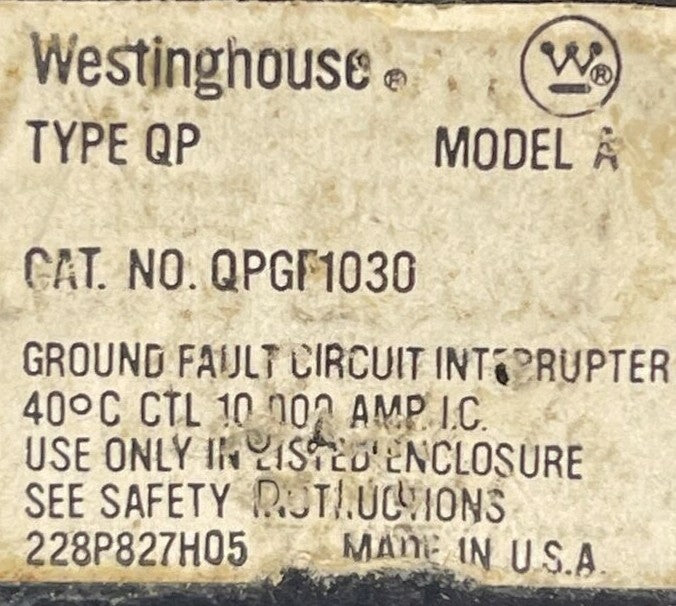 Westinghouse ® W ®
TYPE QP MODEL A
CAT. NO. QPGF1030
GROUND FAULT CIRCUIT INTERRUPTER
40°C CTL 10,000 AMP. I.C.
USE ONLY IN LISTED ENCLOSURE
SEE SAFETY INSTRUCTIONS
228P827H05 MADE IN U.S.A.